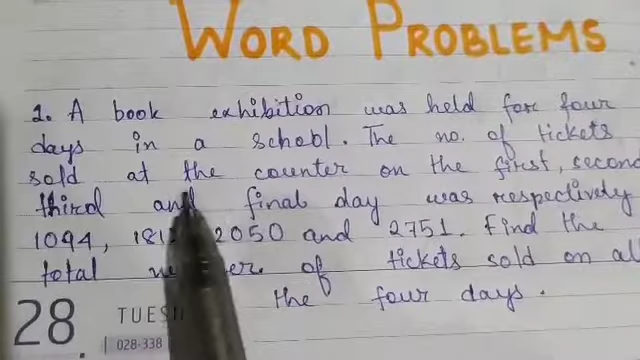 WORD PROBLEMS
1. A book exhibition was held for four
days in a school. The no. of tickets
sold at the counter on the first, second
third and final day was respectively
1094, 181 2050 and 2751. Find the
total of tickets sold on all
the four days.
28 TUES
028-338